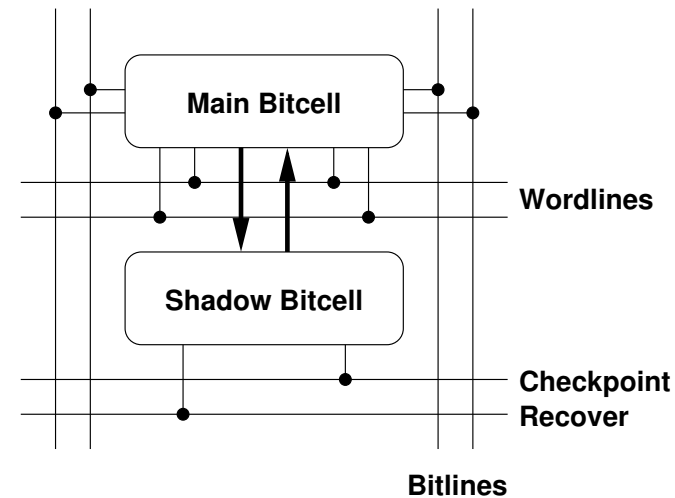 Main Bitcell
Wordlines
Shadow Bitcell
Checkpoint
Recover
Bitlines